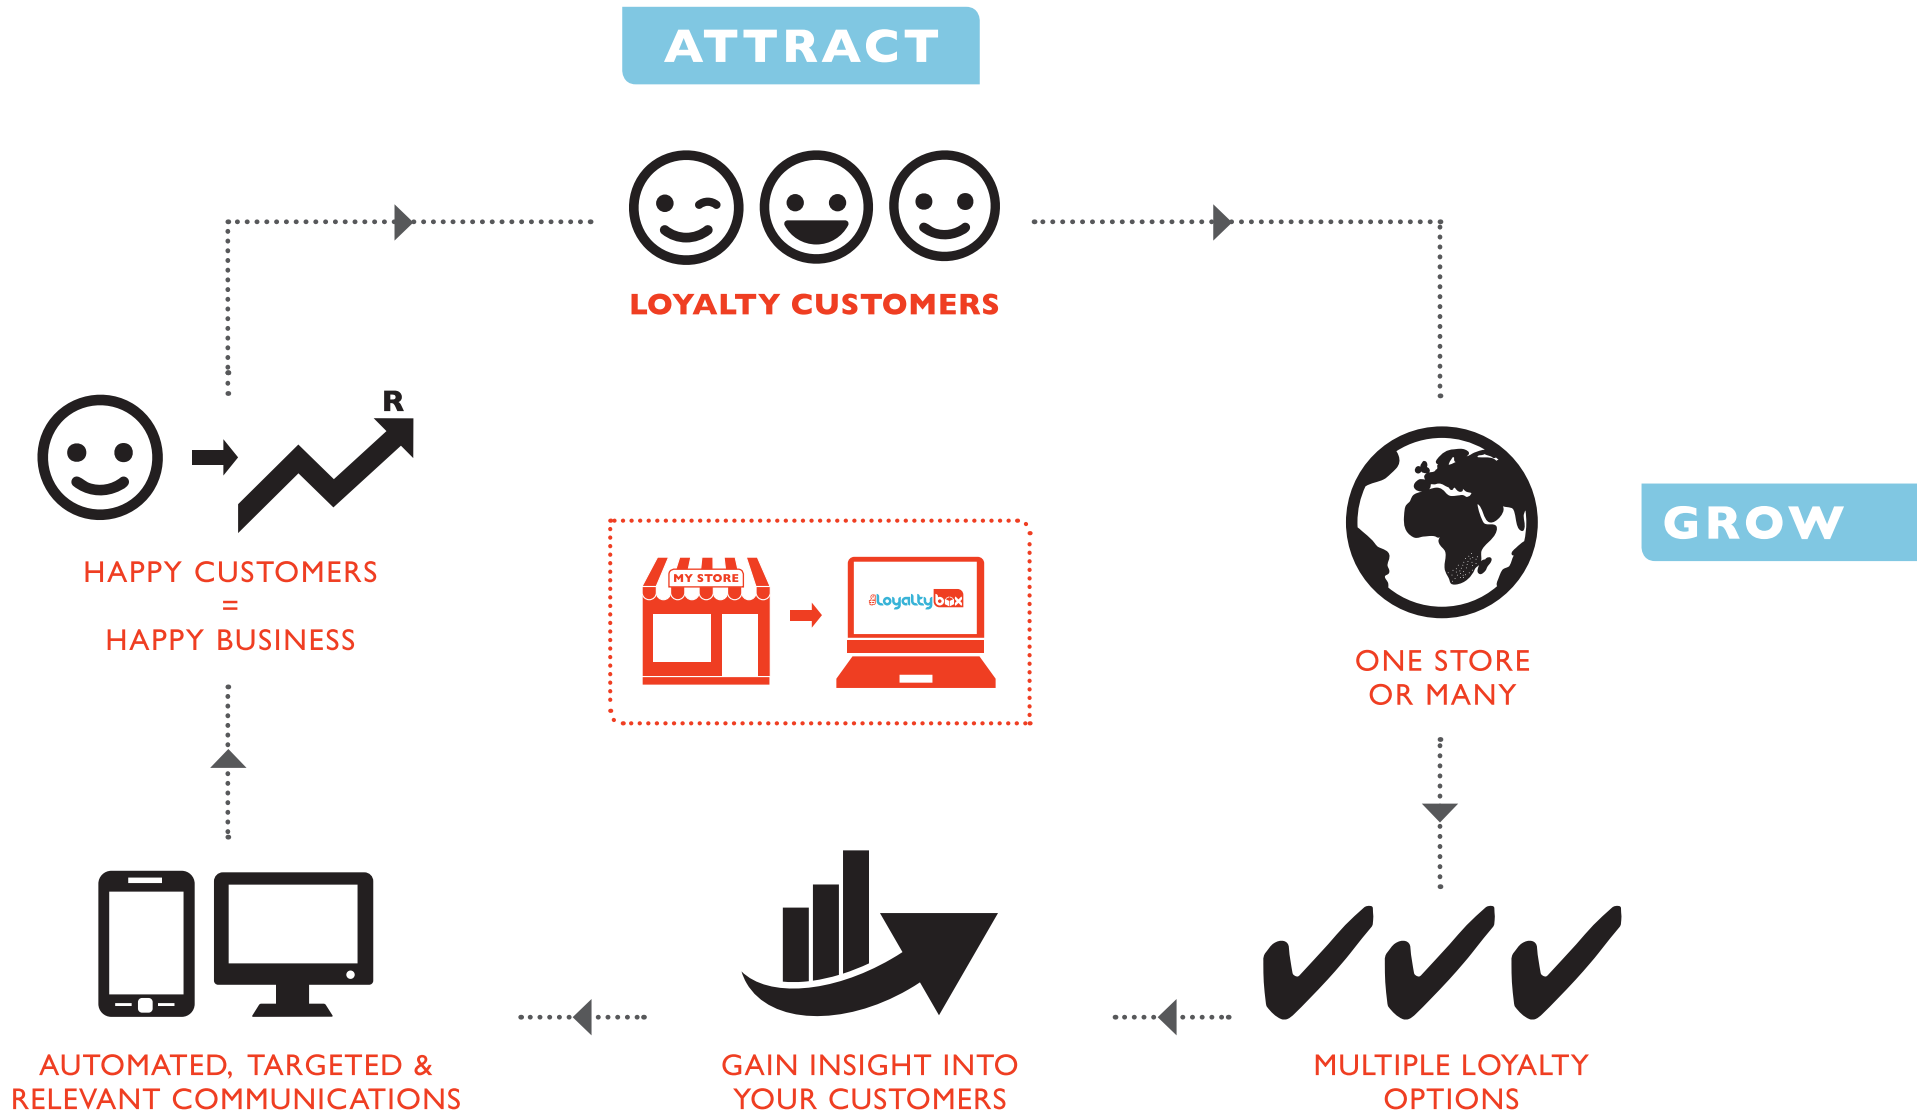 ATTRACT
LOYALTY CUSTOMERS
R
HAPPY CUSTOMERS
=
HAPPY BUSINESS
MY STORE
the Loyaltybox
GROW
ONE STORE
OR MANY
AUTOMATED, TARGETED &
RELEVANT COMMUNICATIONS
GAIN INSIGHT INTO
YOUR CUSTOMERS
MULTIPLE LOYALTY
OPTIONS